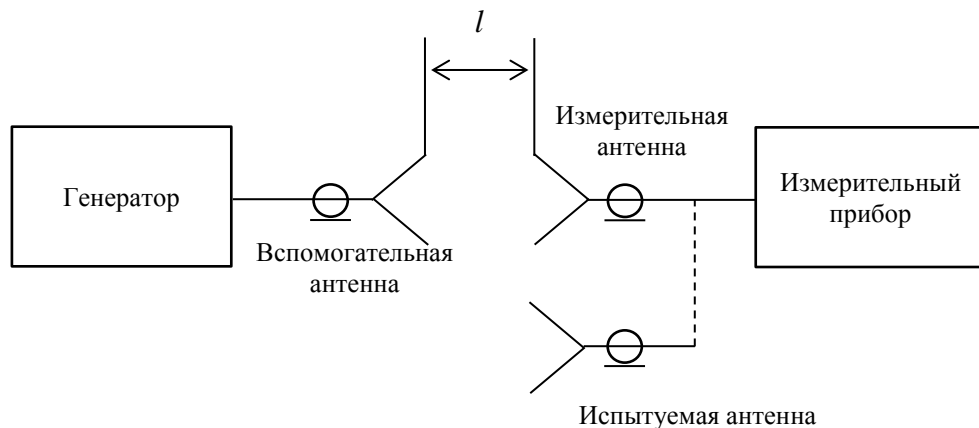 l
Измерительная
антенна
Генератор
Измерительный
прибор
Вспомогательная
антенна
Испытуемая антенна